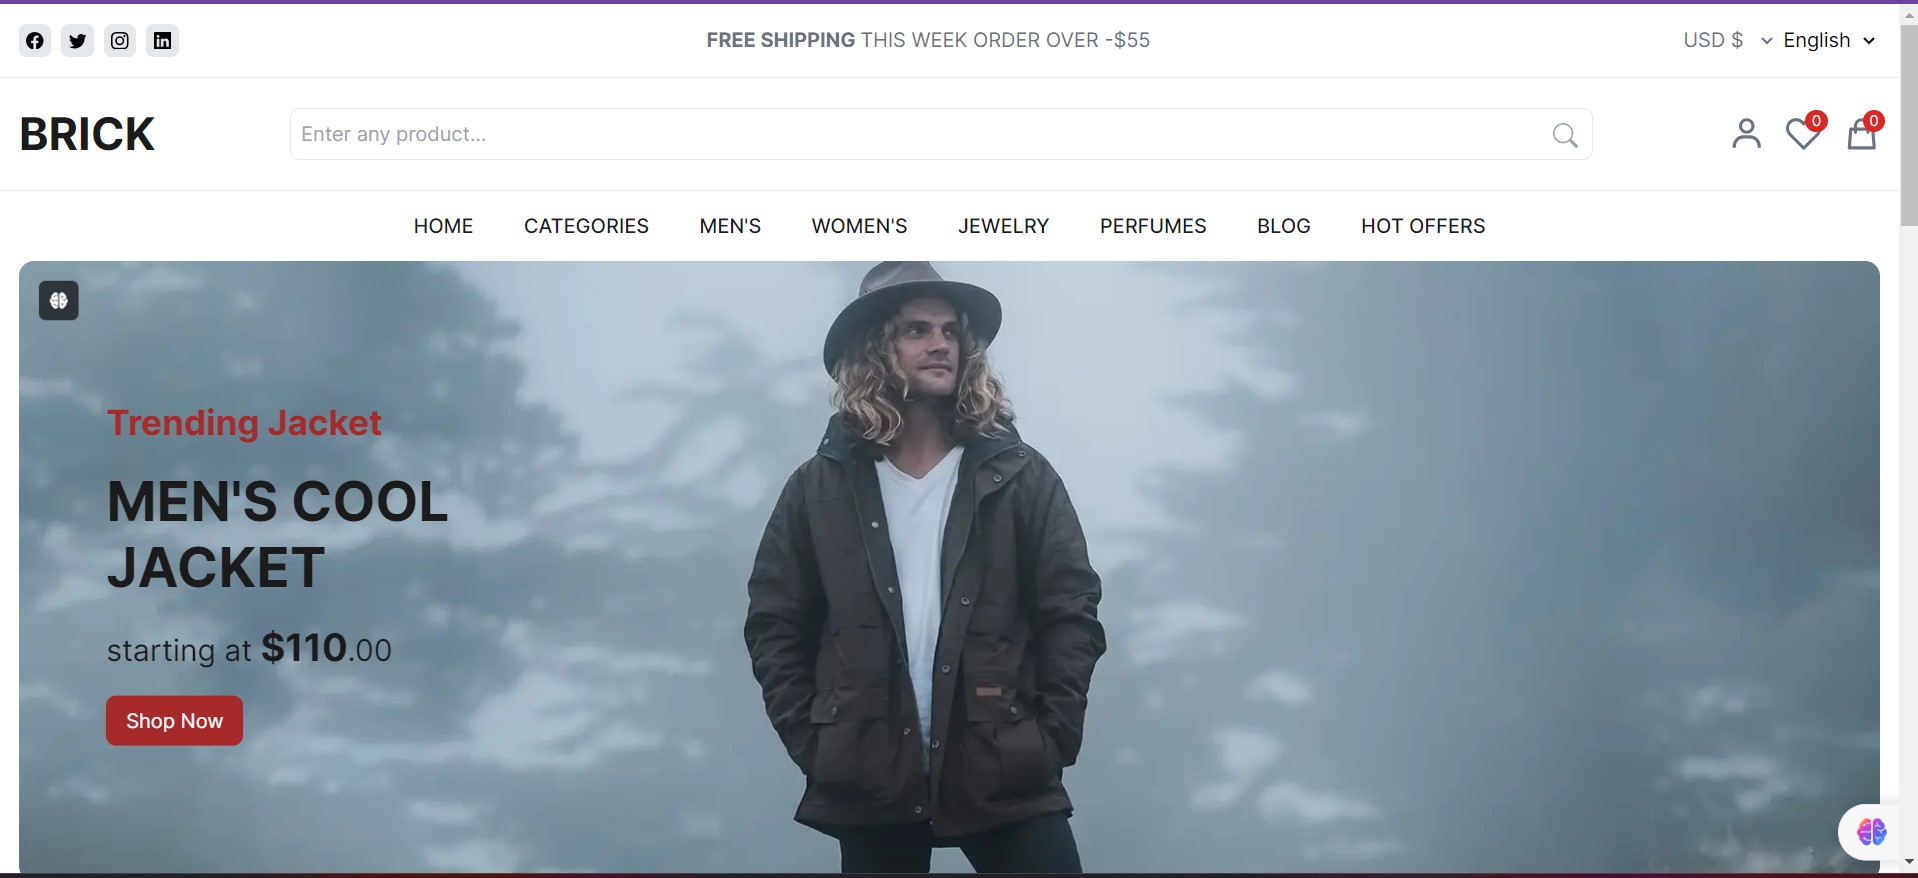 FREE SHIPPING THIS WEEK ORDER OVER -$55
USD $
English
BRICK
Enter any product...
0
0
HOME
CATEGORIES
MEN'S
WOMEN'S
JEWELRY
PERFUMES
BLOG
HOT OFFERS
Trending Jacket
MEN'S COOL
JACKET
starting at $110.00
Shop Now